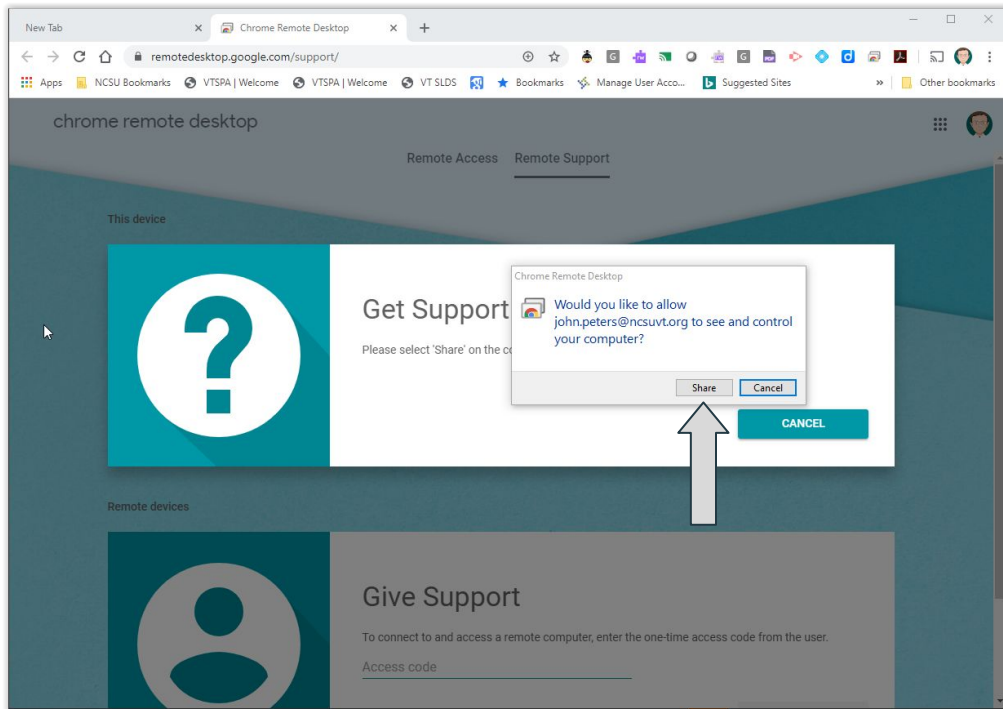 New Tab
Chrome Remote Desktop
remotedesktop.google.com/support/
Apps NCSU Bookmarks VTSPA | Welcome VTSPA | Welcome VT SLDS Bookmarks Manage User Acco... Suggested Sites » Other bookmarks
chrome remote desktop
Remote Access Remote Support
This device
Get Support
Please select 'Share' on the co
Chrome Remote Desktop
Would you like to allow
john.peters@ncsuvt.org to see and control
your computer?
Share Cancel
CANCEL
Remote devices
Give Support
To connect to and access a remote computer, enter the one-time access code from the user.
Access code